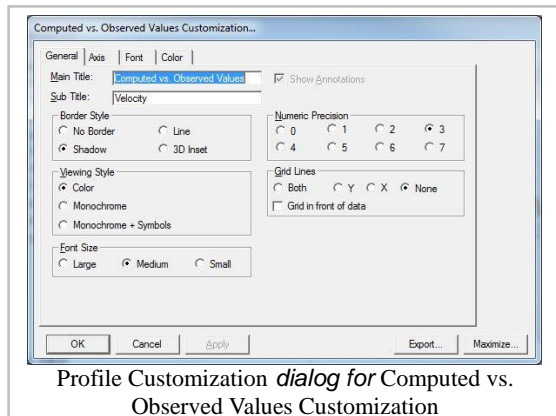 Computed vs. Observed Values Customization...
General Axis Font Color
Main Title: Computed vs. Observed Values
Show Annotations
Sub Title: Velocity
Border Style
No Border Line
Shadow 3D Inset
Numeric Precision
0 1 2 3
4 5 6 7
Viewing Style
Color
Monochrome
Monochrome + Symbols
Grid Lines
Both Y X None
Grid in front of data
Font Size
Large Medium Small
OK Cancel Apply Export... Maximize...
Profile Customization dialog for Computed vs.
Observed Values Customization